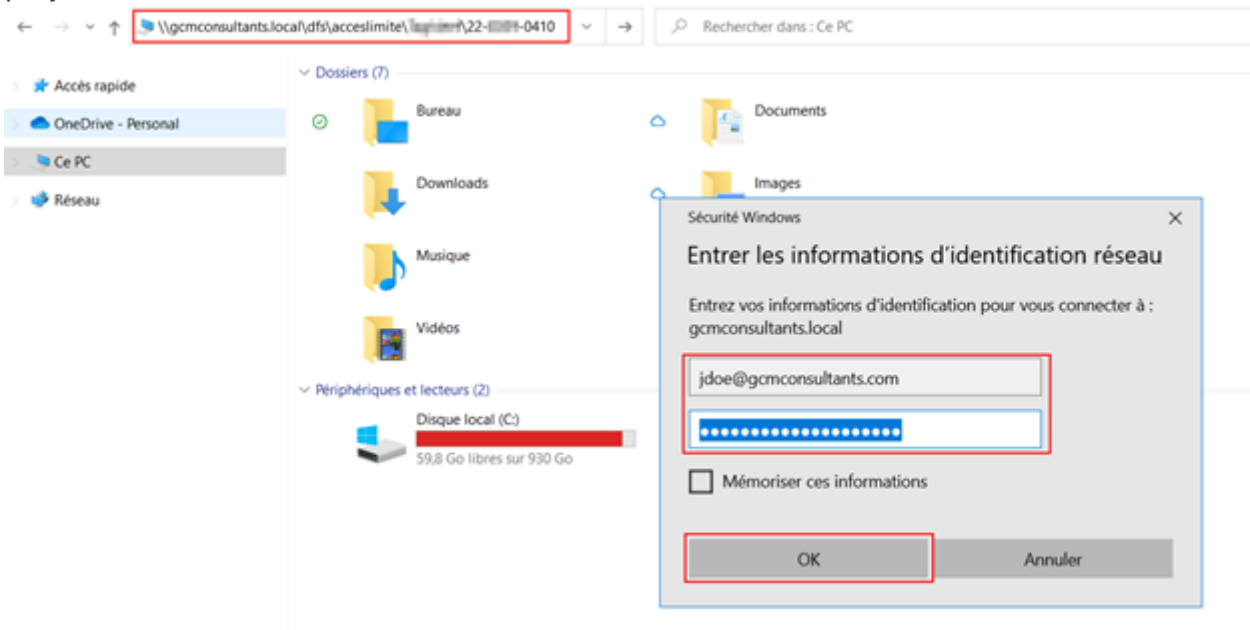 \\gcmconsultants.local\dfs\acceslimite\ \22- -0410
Rechercher dans : Ce PC
Accès rapide
OneDrive - Personal
Ce PC
Réseau
Dossiers (7)
Bureau
Documents
Downloads
Images
Musique
Vidéos
Périphériques et lecteurs (2)
Disque local (C:)
59,8 Go libres sur 930 Go
Sécurité Windows
Entrer les informations d'identification réseau
Entrez vos informations d'identification pour vous connecter à :
gcmconsultants.local
jdoe@gcmconsultants.com
••••••••••••••••••••
Mémoriser ces informations
OK
Annuler